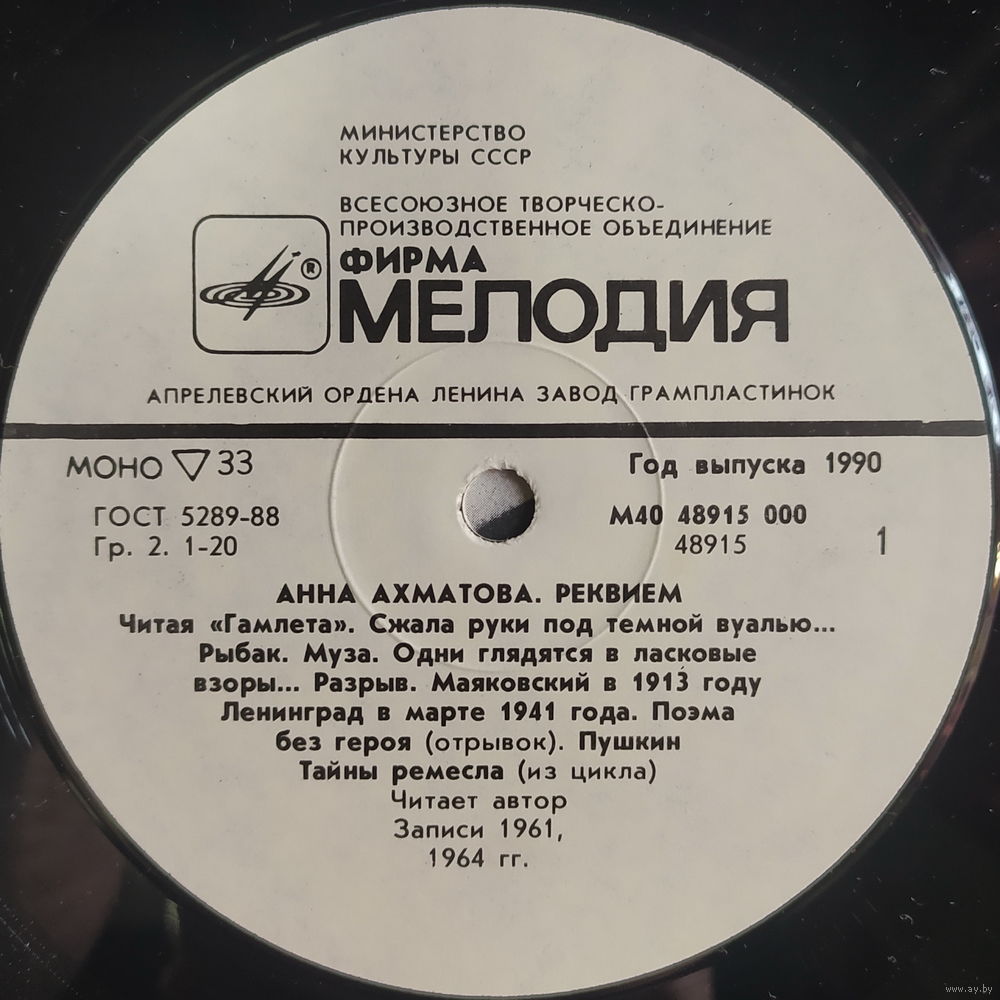 МИНИСТЕРСТВО
КУЛЬТУРЫ СССР
ВСЕСОЮЗНОЕ ТВОРЧЕСКО-
ПРОИЗВОДСТВЕННОЕ ОБЪЕДИНЕНИЕ
ФИРМА
®
МЕЛОДИЯ
АПРЕЛЕВСКИЙ ОРДЕНА ЛЕНИНА ЗАВОД ГРАМПЛАСТИНОК
МОНО ▽ 33
Год выпуска 1990
ГОСТ 5289-88
М40 48915 000
Гр. 2. 1-20
48915
1
АННА АХМАТОВА. РЕКВИЕМ
Читая «Гамлета». Сжала руки под темной вуалью...
Рыбак. Муза. Одни глядятся в ласковые
взоры... Разрыв. Маяковский в 1913 году
Ленинград в марте 1941 года. Поэма
без героя (отрывок). Пушкин
Тайны ремесла (из цикла)
Читает автор
Записи 1961,
1964 гг.
www.ay.by